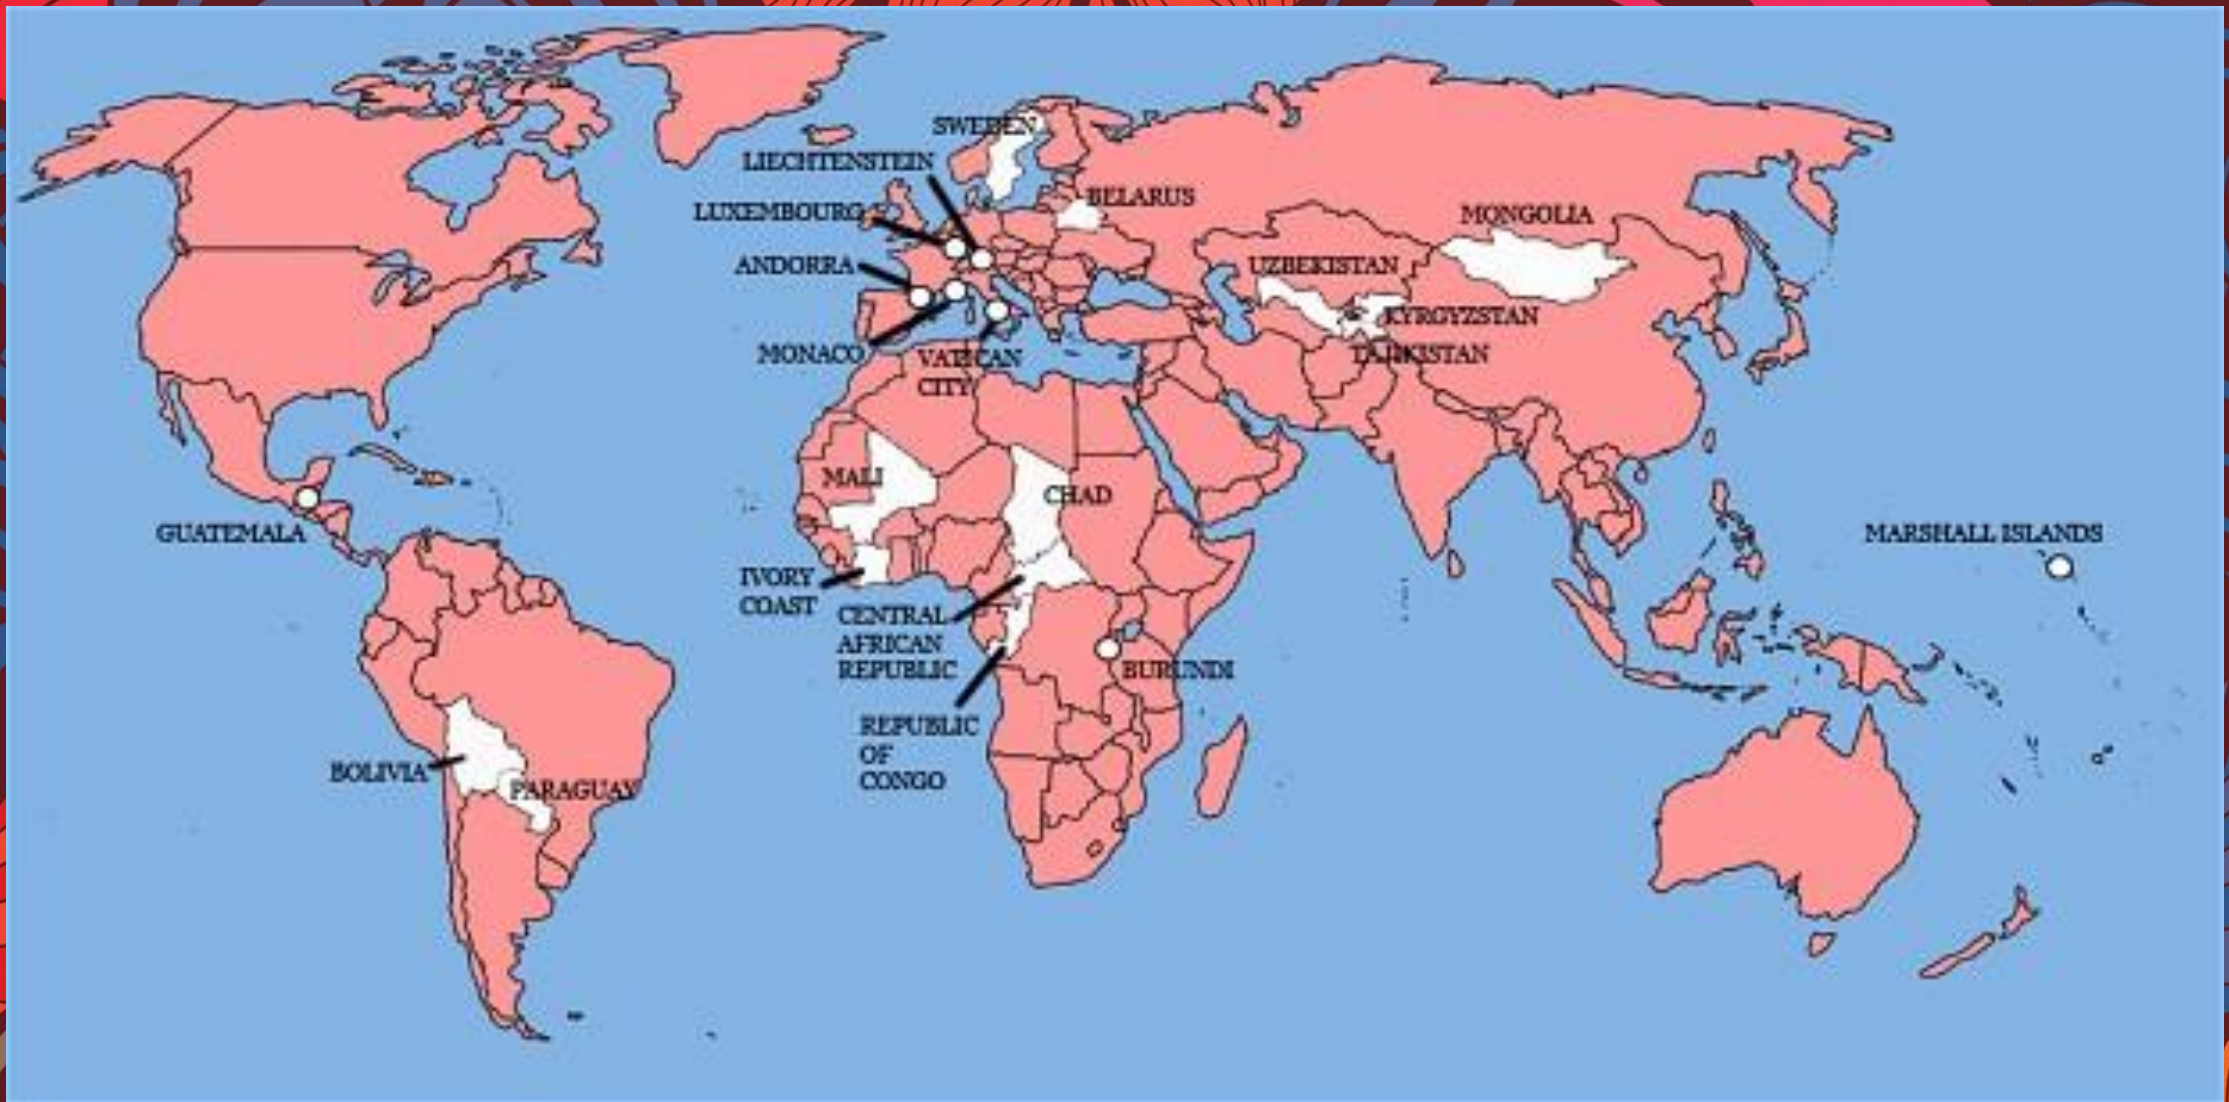 SWEDEN
LIECHTENSTEIN
BELARUS
LUXEMBOURG
MONGOLIA
ANDORRA
UZBEKISTAN
KYRGYZSTAN
MONACO
VATICAN
CITY
TAJIKISTAN
MALI
CHAD
GUATEMALA
MARSHALL ISLANDS
IVORY
COAST
CENTRAL
AFRICAN
REPUBLIC
BURUNDI
REPUBLIC
OF
CONGO
BOLIVIA
PARAGUAY